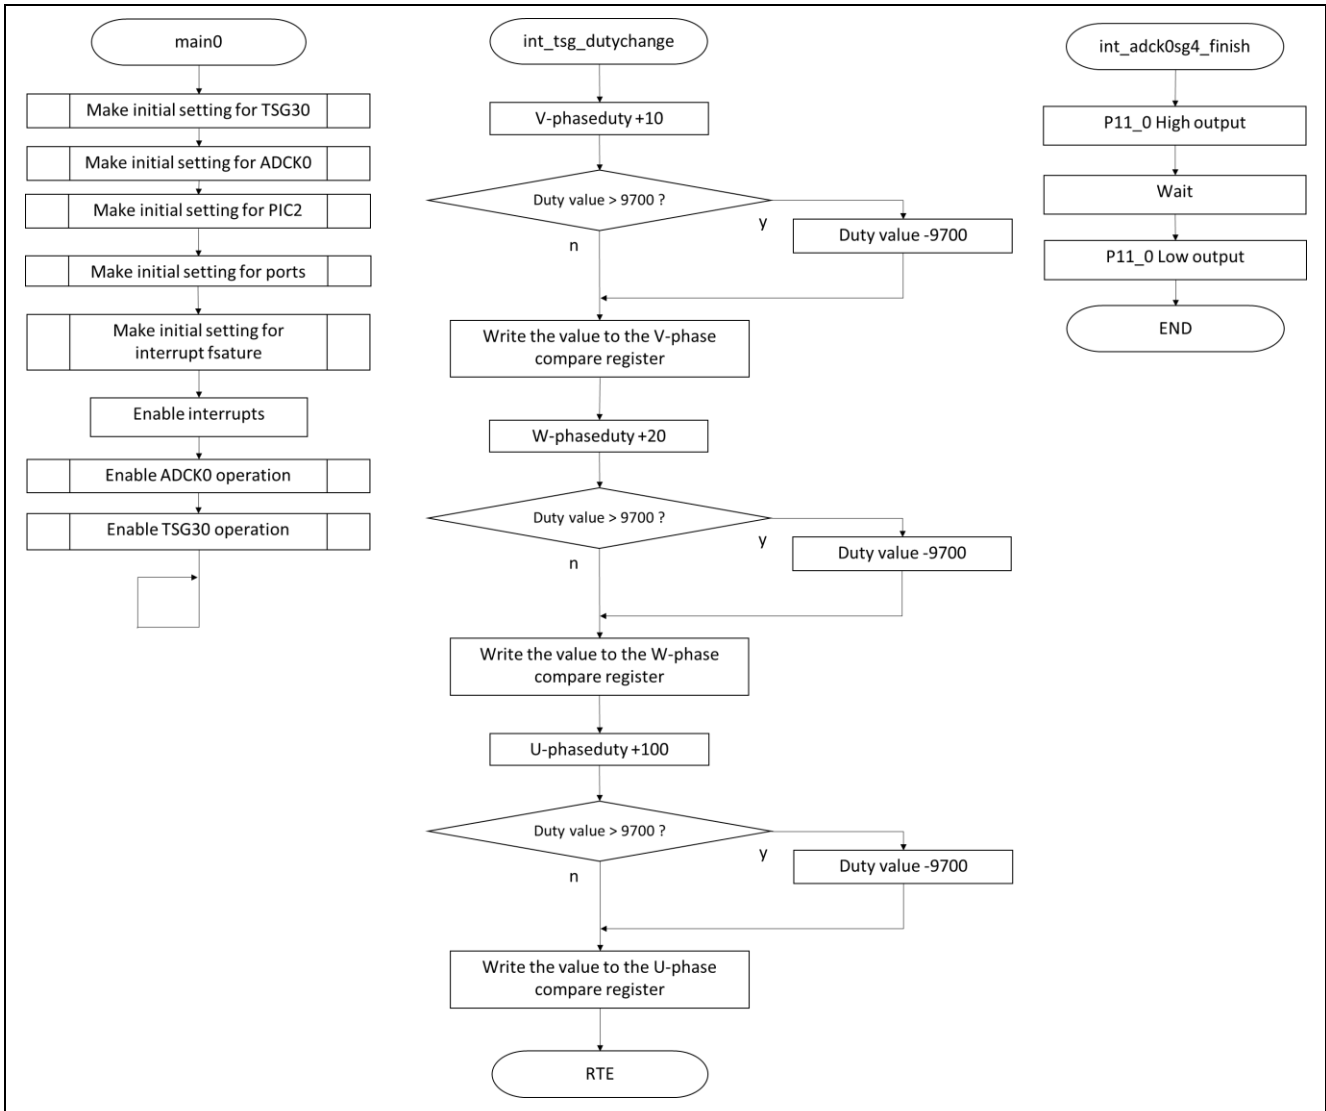 main0
Make initial setting for TSG30
Make initial setting for ADCK0
Make initial setting for PIC2
Make initial setting for ports
Make initial setting for
interrupt fsature
Enable interrupts
Enable ADCK0 operation
Enable TSG30 operation
int_tsg_dutychange
V-phaseduty +10
Duty value > 9700 ?
y
n
Duty value -9700
Write the value to the V-phase
compare register
W-phaseduty +20
Duty value > 9700 ?
y
n
Duty value -9700
Write the value to the W-phase
compare register
U-phaseduty +100
Duty value > 9700 ?
y
n
Duty value -9700
Write the value to the U-phase
compare register
RTE
int_adck0sg4_finish
P11_0 High output
Wait
P11_0 Low output
END